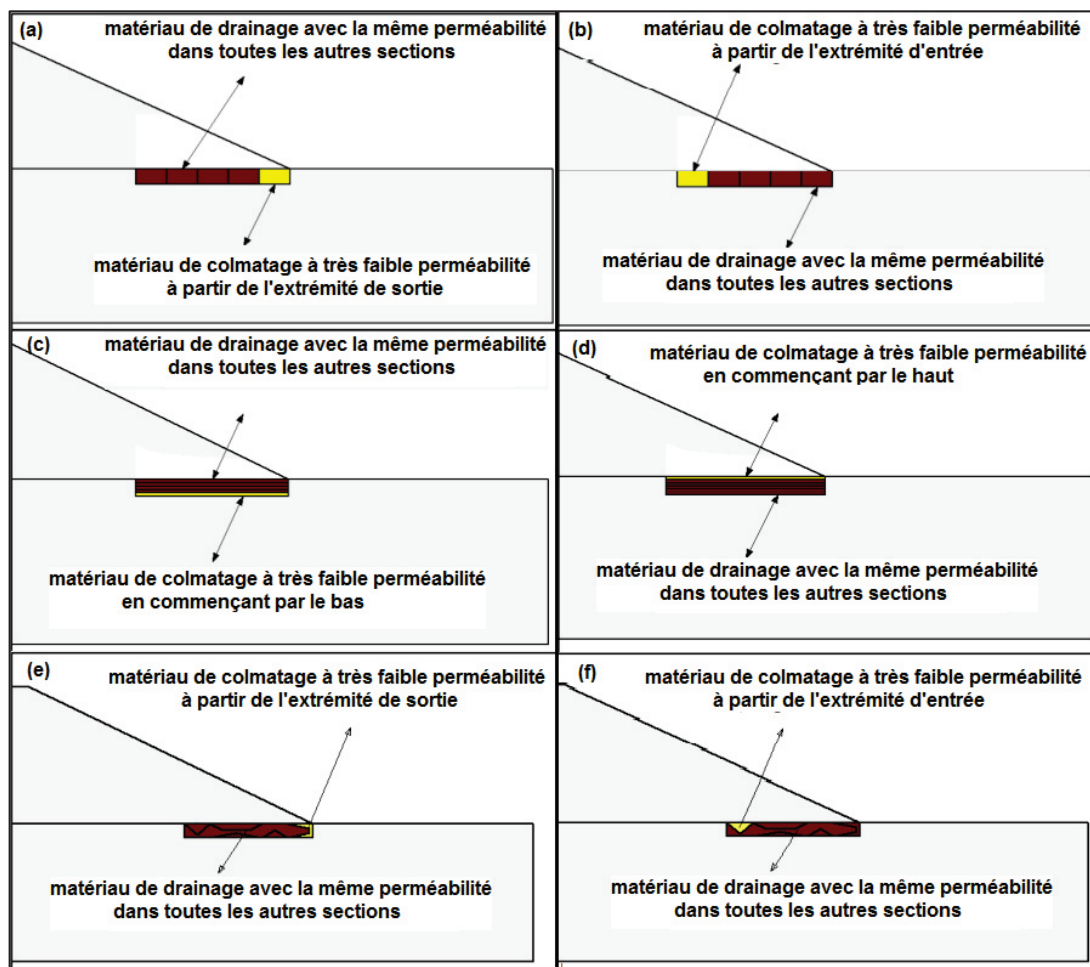 (a)
matériau de drainage avec la même perméabilité
dans toutes les autres sections
matériau de colmatage à très faible perméabilité
à partir de l'extrémité de sortie
(b)
matériau de colmatage à très faible perméabilité
à partir de l'extrémité d'entrée
matériau de drainage avec la même perméabilité
dans toutes les autres sections
(c)
matériau de drainage avec la même perméabilité
dans toutes les autres sections
matériau de colmatage à très faible perméabilité
en commençant par le bas
(d)
matériau de colmatage à très faible perméabilité
en commençant par le haut
matériau de drainage avec la même perméabilité
dans toutes les autres sections
(e)
matériau de colmatage à très faible perméabilité
à partir de l'extrémité de sortie
matériau de drainage avec la même perméabilité
dans toutes les autres sections
(f)
matériau de colmatage à très faible perméabilité
à partir de l'extrémité d'entrée
matériau de drainage avec la même perméabilité
dans toutes les autres sections